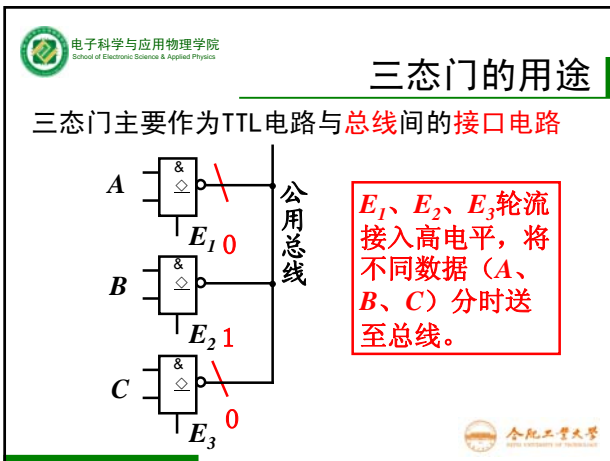 电子科学与应用物理学院
School of Electronic Science & Applied Physics
三态门的用途
三态门主要作为TTL电路与总线间的接口电路
A
&
◇
E1 0
B
&
◇
E2 1
C
&
◇
E3
0
公用总线
E1、E2、E3轮流
接入高电平，将
不同数据（A、
B、C）分时送
至总线。
合肥工业大学
HEFEI UNIVERSITY OF TECHNOLOGY